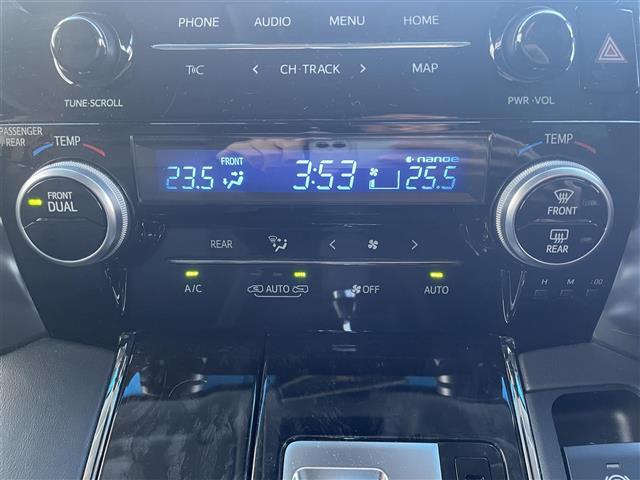 PHONE AUDIO MENU HOME
CH·TRACK MAP
TUNE·SCROLL PWR·VOL
PASSENGER
/REAR
TEMP TEMP
FRONT nanoe
23.5 3:53 25.5
FRONT
DUAL
FRONT
REAR
REAR
A/C AUTO OFF AUTO
H M :00